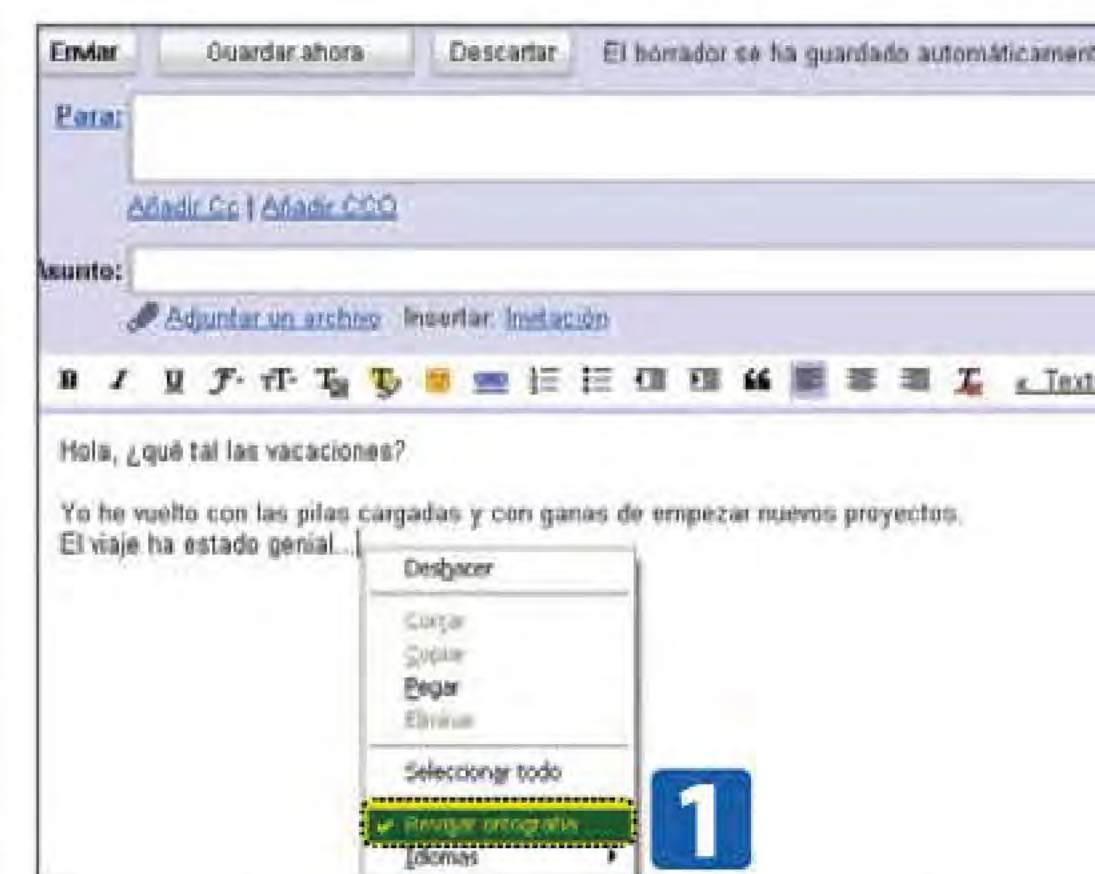 Enviar Guardar ahora Descartar El borrador se ha guardado automáticament
Para:
Añadir Cc | Añadir CCO
Asunto:
Adjuntar un archivo Insertar: Invitación
B I U F T T T T « Text
Hola, ¿qué tal las vacaciones?
Yo he vuelto con las pilas cargadas y con ganas de empezar nuevos proyectos.
El viaje ha estado genial...
Deshacer
Cortar
Copiar
Pegar
Eliminar
Seleccionar todo
Revisar ortografía
Idiomas
1